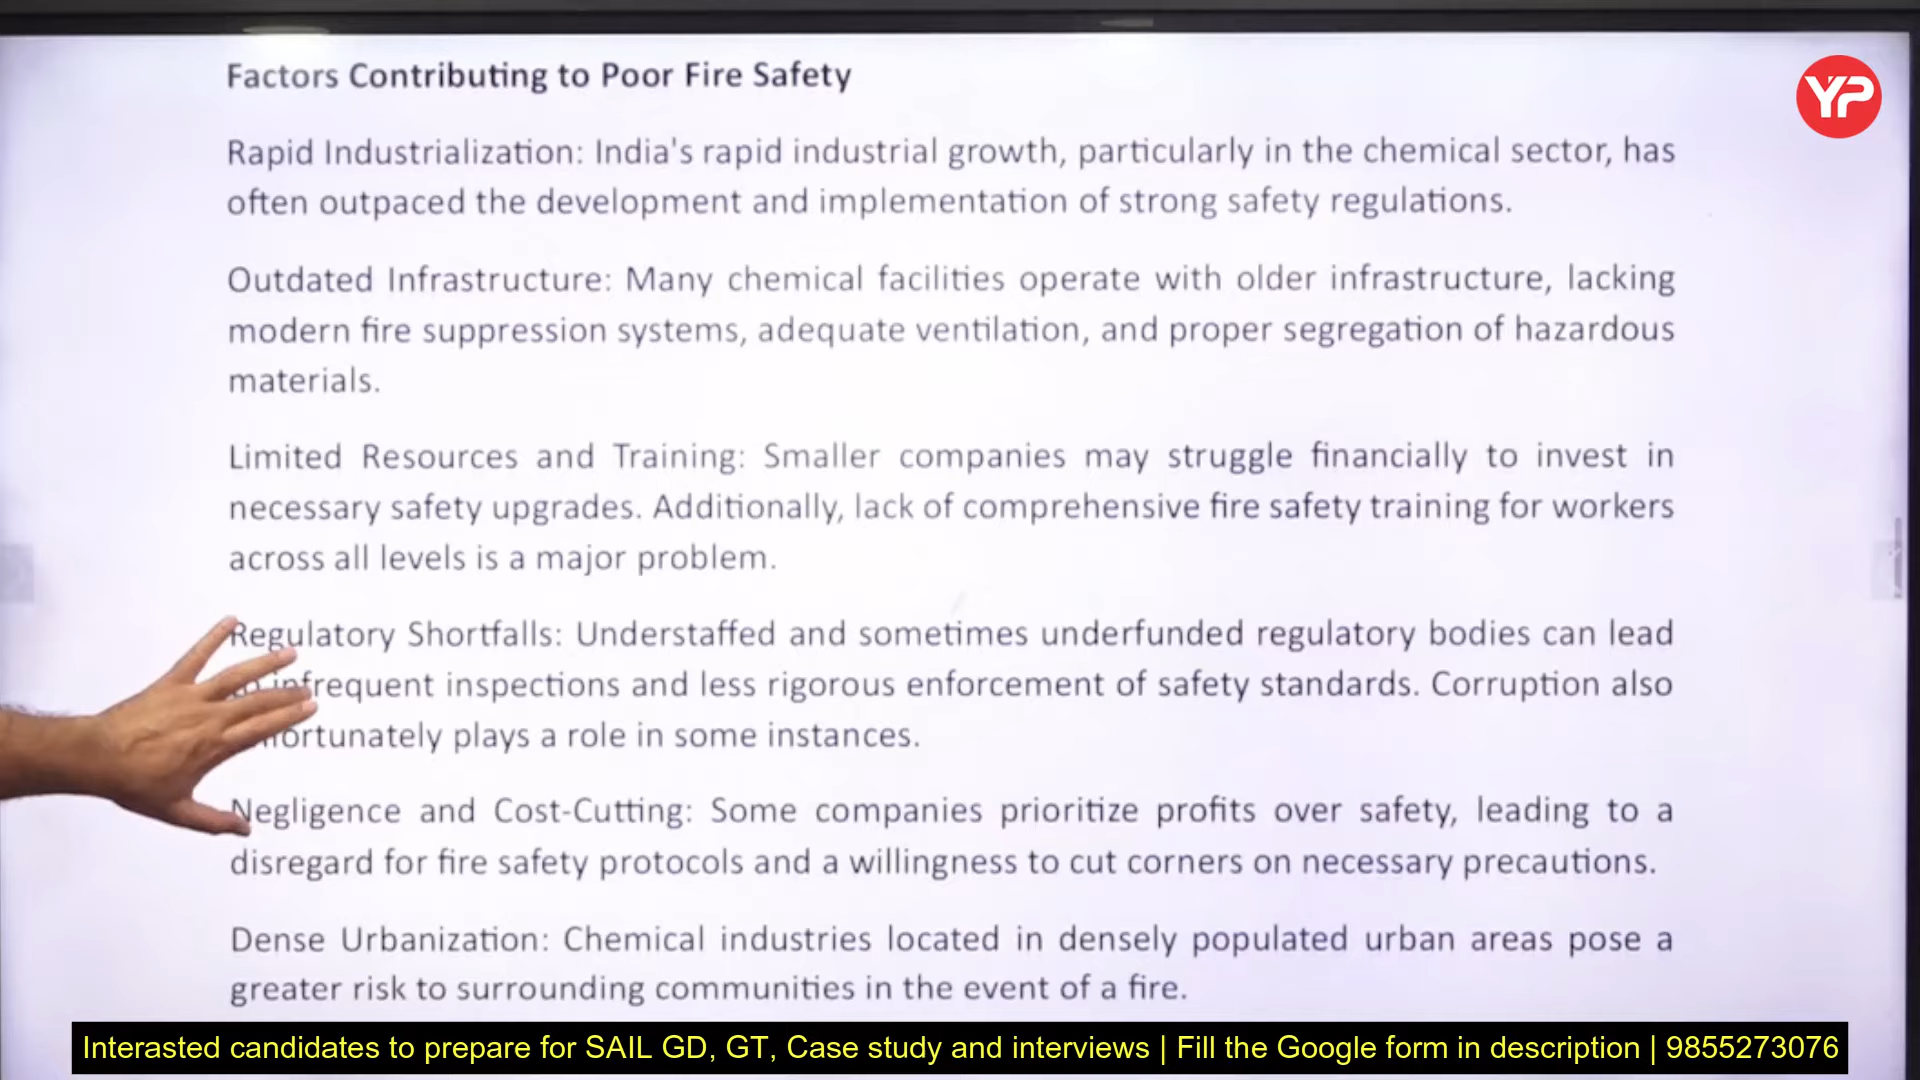 Factors Contributing to Poor Fire Safety
YP
Rapid Industrialization: India's rapid industrial growth, particularly in the chemical sector, has
often outpaced the development and implementation of strong safety regulations.
Outdated Infrastructure: Many chemical facilities operate with older infrastructure, lacking
modern fire suppression systems, adequate ventilation, and proper segregation of hazardous
materials.
Limited Resources and Training: Smaller companies may struggle financially to invest in
necessary safety upgrades. Additionally, lack of comprehensive fire safety training for workers
across all levels is a major problem.
Regulatory Shortfalls: Understaffed and sometimes underfunded regulatory bodies can lead
infrequent inspections and less rigorous enforcement of safety standards. Corruption also
plays a role in some instances.
Negligence and Cost-Cutting: Some companies prioritize profits over safety, leading to a
disregard for fire safety protocols and a willingness to cut corners on necessary precautions.
Dense Urbanization: Chemical industries located in densely populated urban areas pose a
greater risk to surrounding communities in the event of a fire.
Interasted candidates to prepare for SAIL GD, GT, Case study and interviews | Fill the Google form in description | 9855273076